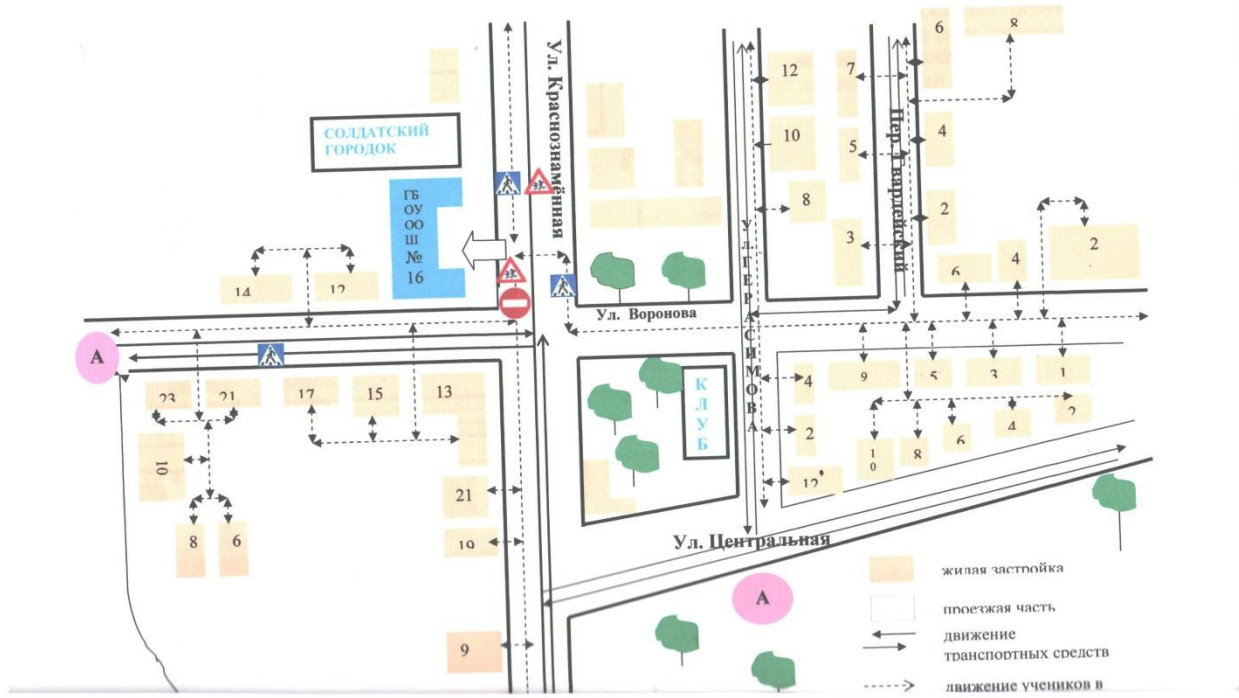 6
8
12
7
10
5
4
8
3
2
6
4
2
СОЛДАТСКИЙ
ГОРОДОК
Ул. Краснознамённая
Пер. Гвардейский
ГБ
ОУ
ОО
Ш
№
16
14
12
Ул. Воронова
УЛ.ГЕРАСИМОВА
А
КЛУБ
23
21
17
15
13
4
9
5
3
1
2
2
10
8
6
4
12
10
21
8
6
19
9
Ул. Центральная
А
жилая застройка
проезжая часть
движение
транспортных средств
движение учеников в